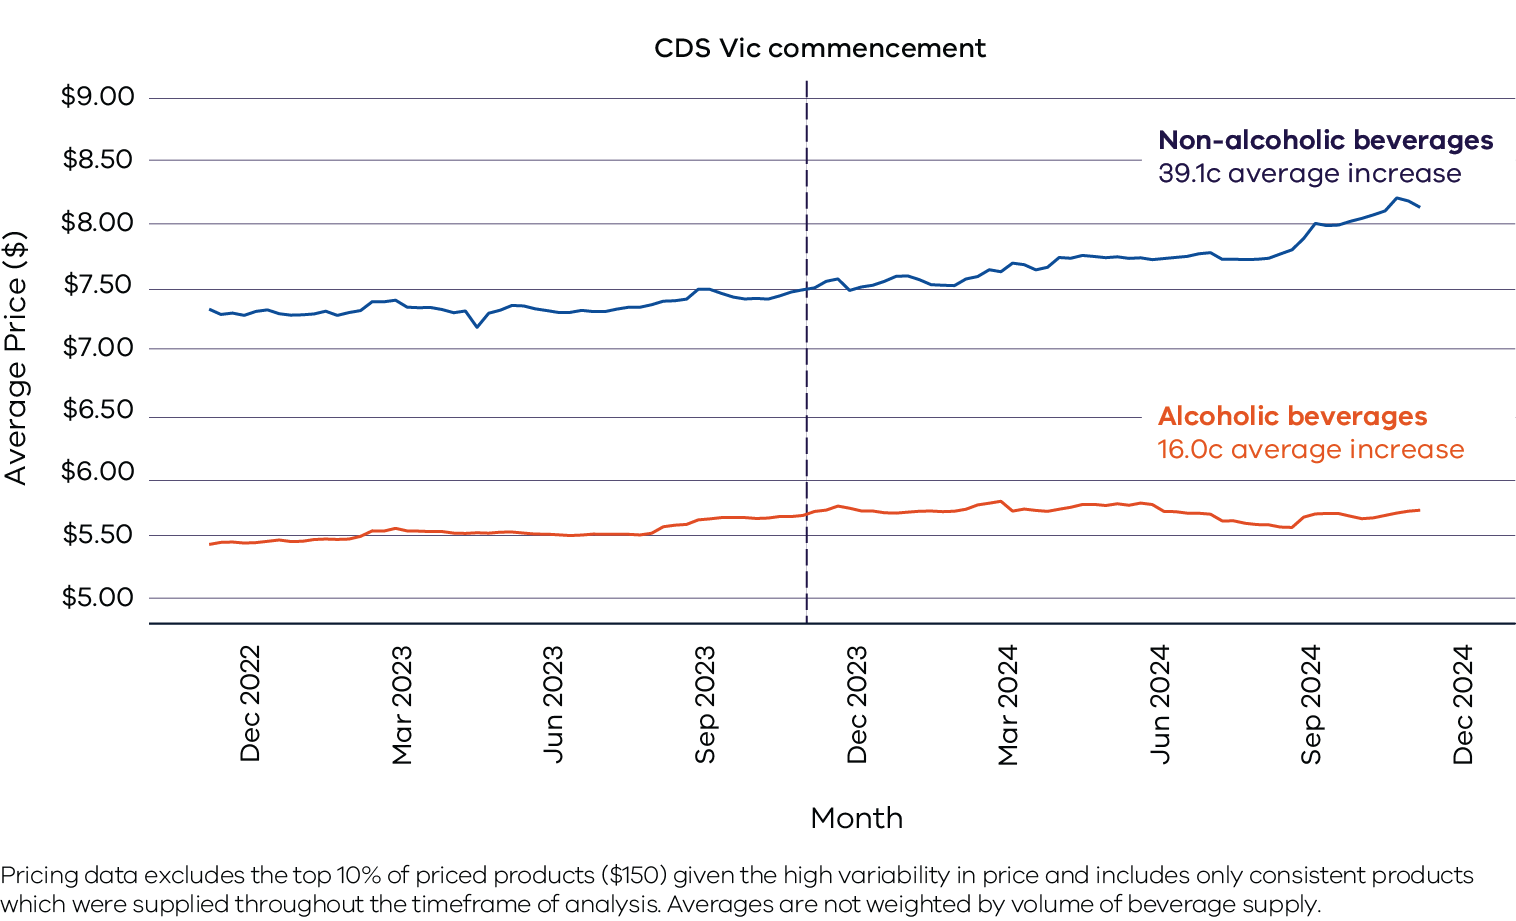 CDS Vic commencement
$9.00
$8.50
$8.00
$7.50
$7.00
$6.50
$6.00
$5.50
$5.00
Average Price ($)
Non-alcoholic beverages
39.1c average increase
Alcoholic beverages
16.0c average increase
Dec 2022
Mar 2023
Jun 2023
Sep 2023
Dec 2023
Mar 2024
Jun 2024
Sep 2024
Dec 2024
Month
Pricing data excludes the top 10% of priced products ($150) given the high variability in price and includes only consistent products
which were supplied throughout the timeframe of analysis. Averages are not weighted by volume of beverage supply.